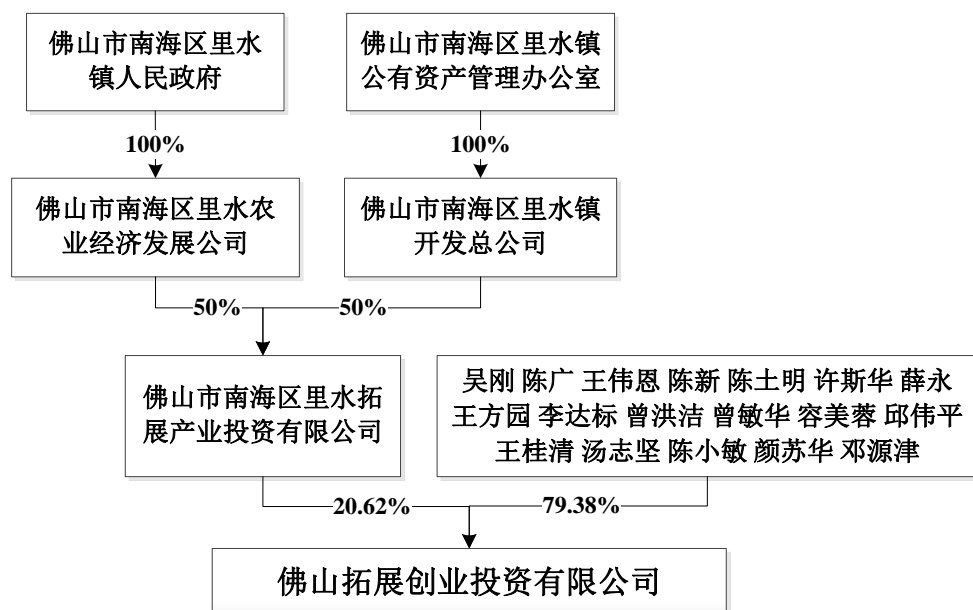 佛山市南海区里水
镇人民政府
佛山市南海区里水镇
公有资产管理办公室
100%
100%
佛山市南海区里水农
业经济发展公司
佛山市南海区里水镇
开发总公司
50%
50%
佛山市南海区里水拓
展产业投资有限公司
吴刚 陈广 王伟恩 陈新 陈土明 许斯华 薛永
王方园 李达标 曾洪洁 曾敏华 容美蓉 邱伟平
王桂清 汤志坚 陈小敏 颜苏华 邓源津
20.62%
79.38%
佛山拓展创业投资有限公司